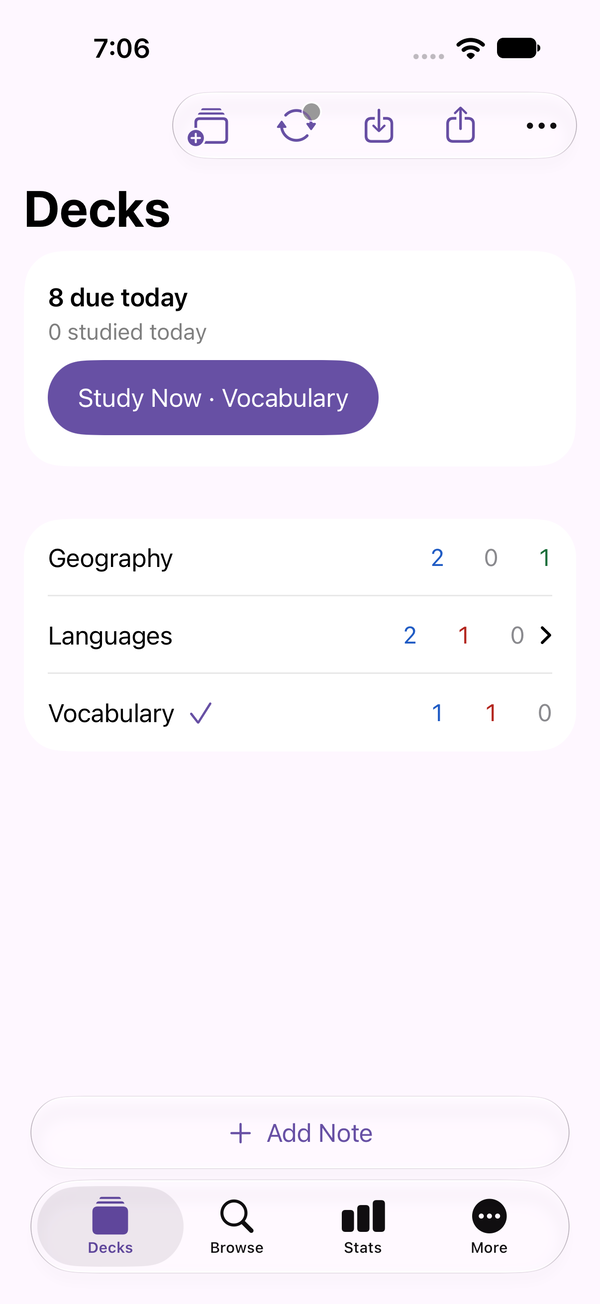 7:06
Decks
8 due today
0 studied today
Study Now · Vocabulary
Geography 2 0 1
Languages 2 1 0
Vocabulary 1 1 0
Add Note
Decks Browse Stats More